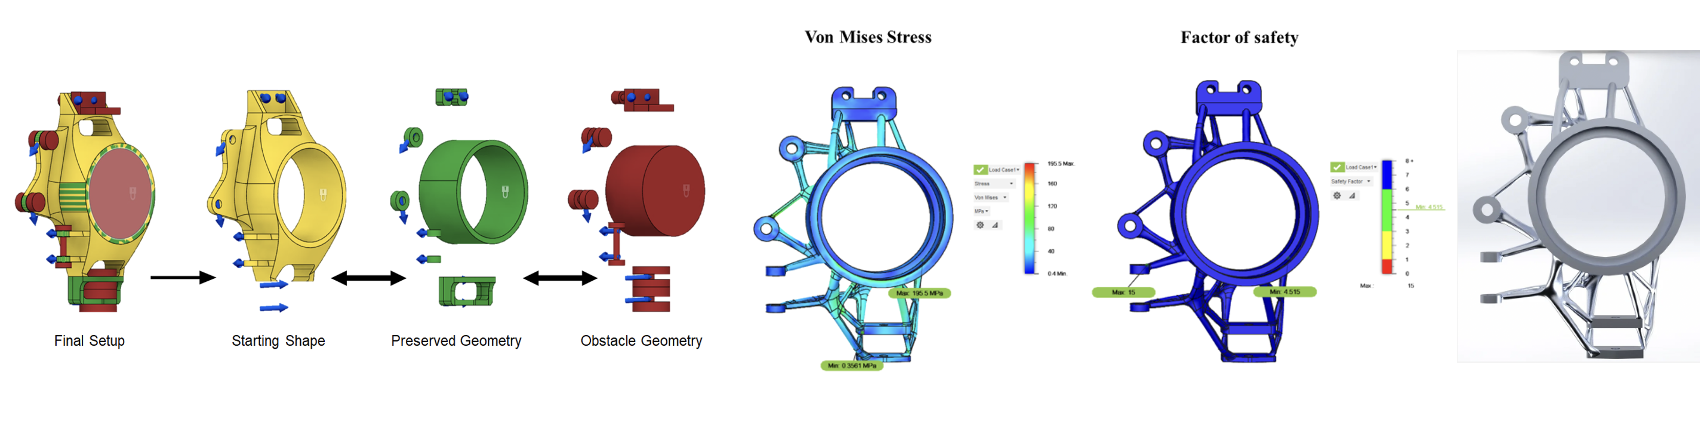 Von Mises Stress
Factor of safety
Final Setup
Starting Shape
Preserved Geometry
Obstacle Geometry
Load Case1
Stress
Von Mises
MPa
195.5 Max.
160
120
80
40
0.4 Min.
Max: 195.5 MPa
Min: 0.3561 MPa
Load Case1
Safety Factor
8 +
7
6
5
4
3
2
1
0
Min: 4.515
Max :
15
Max: 15
Min: 4.515